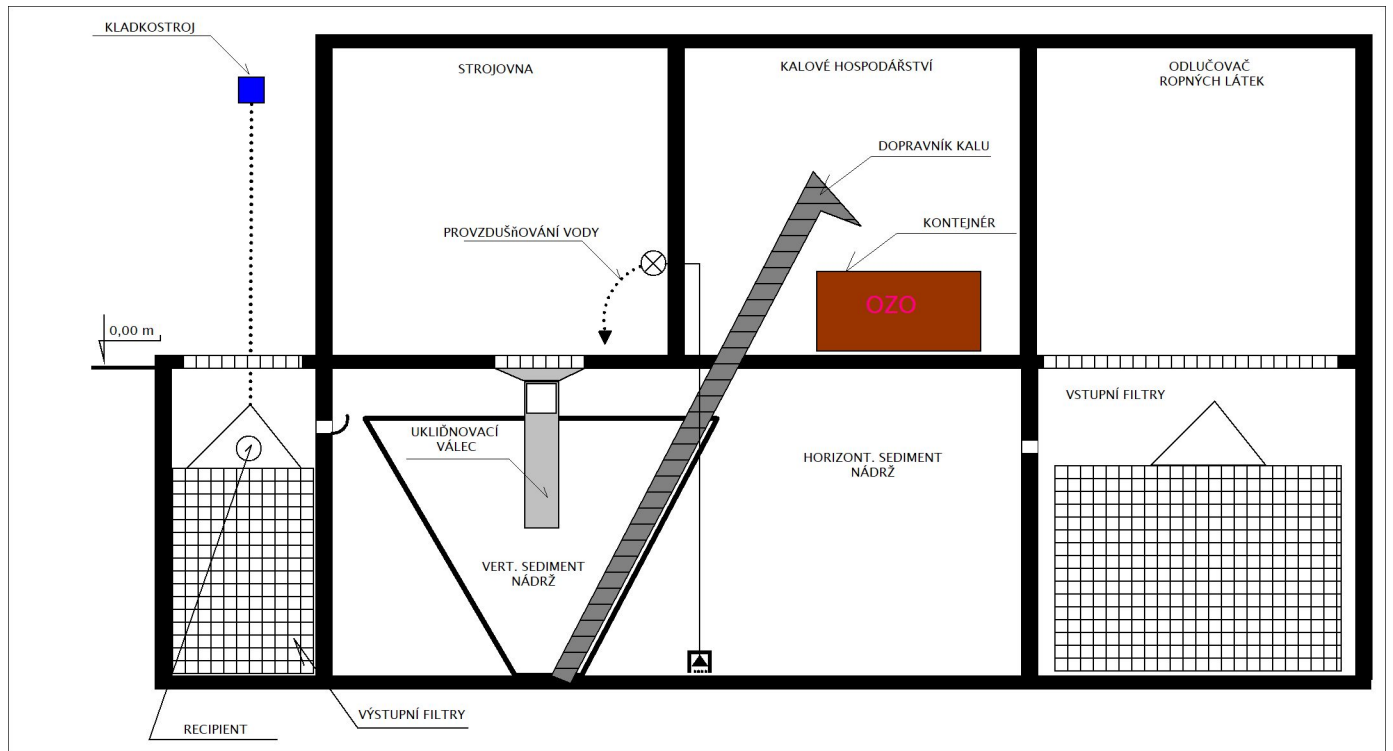 KLADKOSTROJ
STROJOVNA
KALOVÉ HOSPODÁŘSTVÍ
ODLUČOVAČ
ROPNÝCH LÁTEK
DOPRAVNÍK KALU
PROVZDUŠňOVÁNÍ VODY
KONTEJNÉR
OZO
0,00 m
VSTUPNÍ FILTRY
UKLIĎNOVACÍ
VÁLEC
HORIZONT. SEDIMENT
NÁDRŽ
VERT. SEDIMENT
NÁDRŽ
VÝSTUPNÍ FILTRY
RECIPIENT